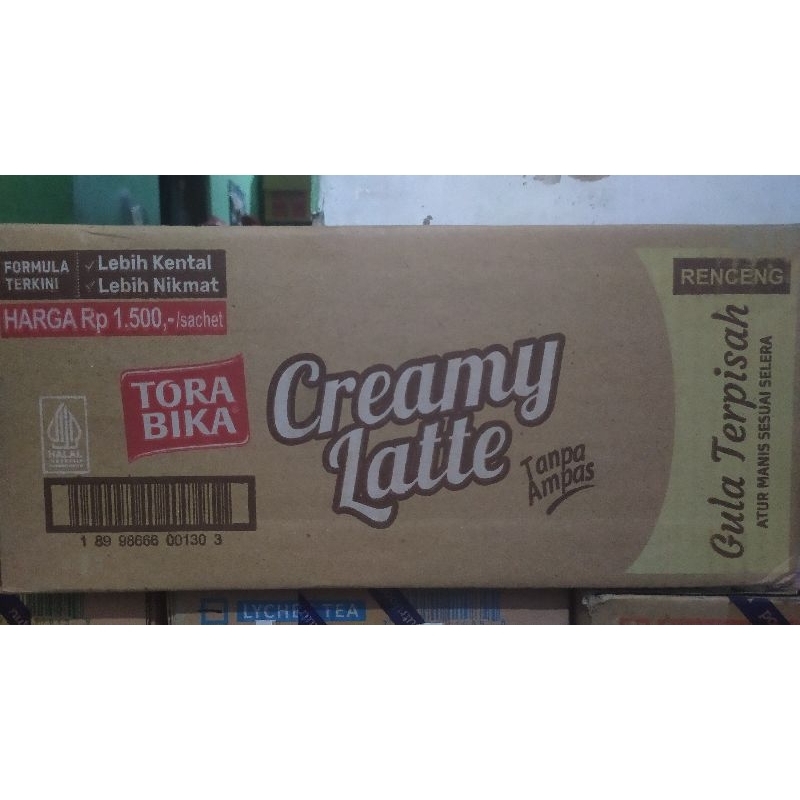 FORMULA TERKINI
✓ Lebih Kental
✓ Lebih Nikmat
HARGA Rp 1.500,-/sachet
RENCENG
TORA
BIKA
Creamy
Latte
Tanpa
Ampas
Gula Terpisah
ATUR MANIS SESUAI SELERA
HALAL
1 89 98666 00130 3
LYCHEE TEA